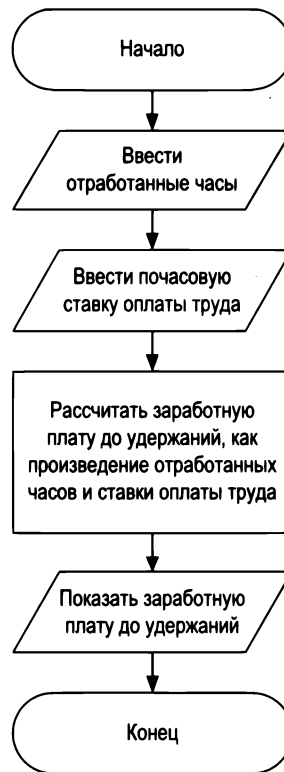 Начало
Ввести
отработанные часы
Ввести почасовую
ставку оплаты труда
Рассчитать заработную
плату до удержаний, как
произведение отработанных
часов и ставки оплаты труда
Показать заработную
плату до удержаний
Конец